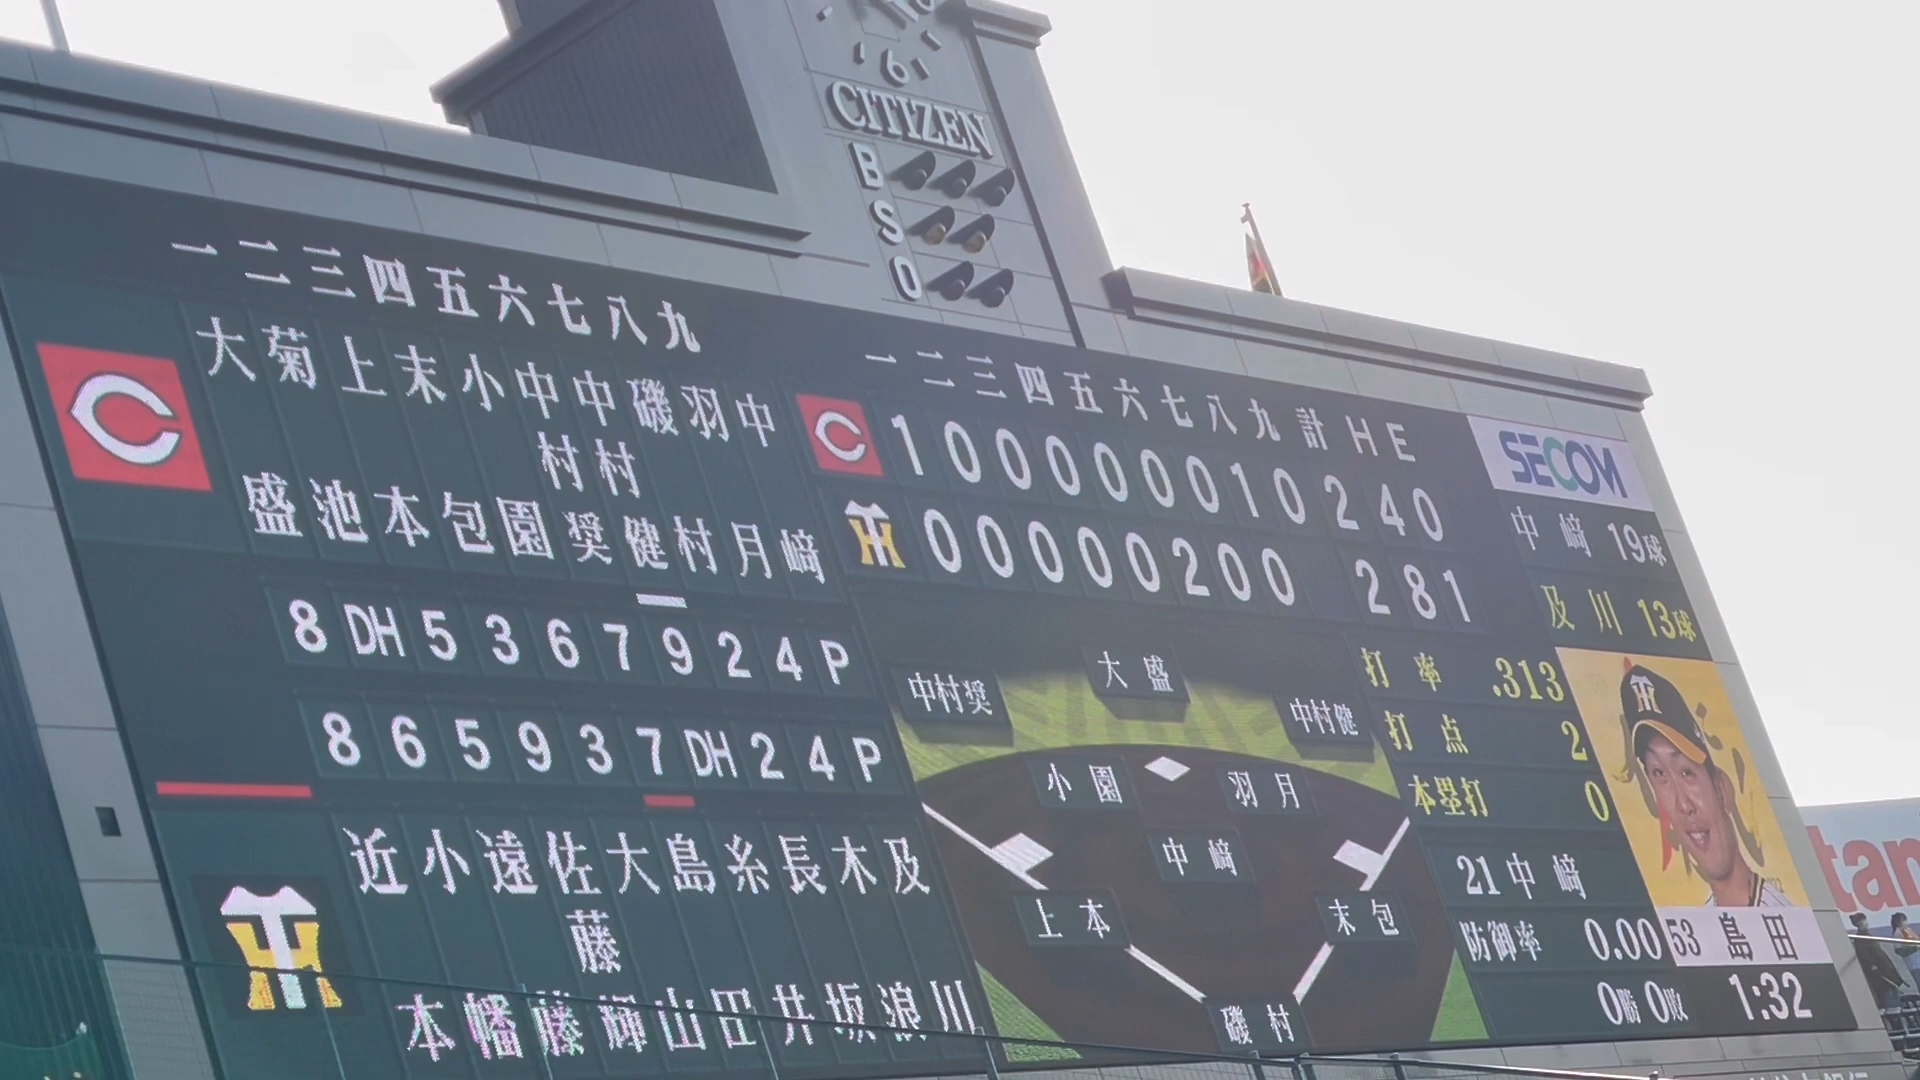 6
CITIZEN
B
S
O
一 二 三 四 五 六 七 八 九
大盛 菊池 上本 末包 小園 中村奨 中村健 磯村 羽月 中﨑
8 DH 5 3 6 7 9 2 4 P
8 6 5 9 3 7 DH 2 4 P
近本 小幡 遠藤 佐藤輝 大山 島田 糸井 長坂 木浪 及川
一 二 三 四 五 六 七 八 九 計 H E
C 1 0 0 0 0 0 0 1 0 2 4 0
HT 0 0 0 0 0 2 0 0 2 8 1
SECOM
中﨑 19球
及川 13球
大盛
中村奨
中村健
小園
羽月
中﨑
上本
末包
磯村
打率 .313
打点 2
本塁打 0
21 中﨑
防御率 0.00
0勝 0敗
53 島田
1:32
tan